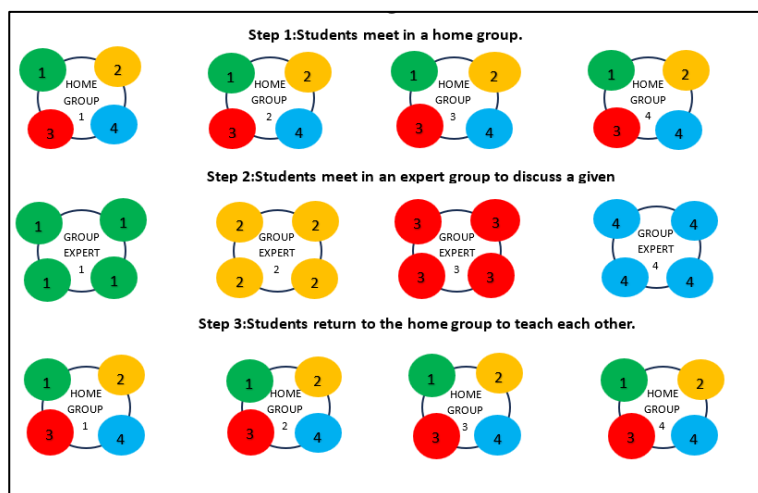 Step 1:Students meet in a home group.
1 2 1 2 1 2 1 2
HOME HOME HOME HOME
GROUP GROUP GROUP GROUP
1 2 3 4
3 4 3 4 3 4 3 4
Step 2:Students meet in an expert group to discuss a given
1 1 2 2 3 3 4 4
GROUP GROUP GROUP GROUP
EXPERT EXPERT EXPERT EXPERT
1 2 3 4
1 1 2 2 3 3 4 4
Step 3:Students return to the home group to teach each other.
1 2 1 2 1 2 1 2
HOME HOME HOME HOME
GROUP GROUP GROUP GROUP
1 2 3 4
3 4 3 4 3 4 3 4